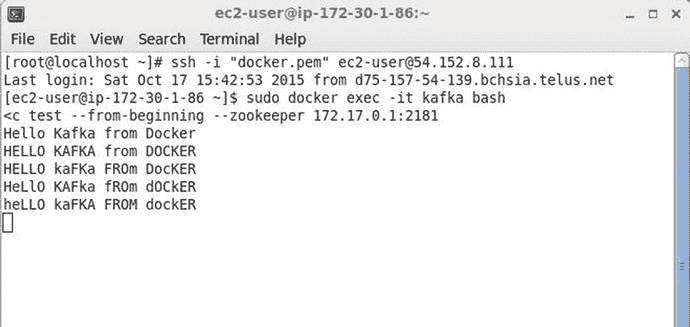 ec2-user@ip-172-30-1-86:~
File Edit View Search Terminal Help
[root@localhost ~]# ssh -i "docker.pem" ec2-user@54.152.8.111
Last login: Sat Oct 17 15:42:53 2015 from d75-157-54-139.bchsia.telus.net
[ec2-user@ip-172-30-1-86 ~]$ sudo docker exec -it kafka bash
<c test --from-beginning --zookeeper 172.17.0.1:2181
Hello Kafka from Docker
HELLO KAFKA from DOCKER
HELLO kaFKa FROm DocKER
HeLlO KAFka fROm dOCkER
heLLO kaFKA FROM dockER